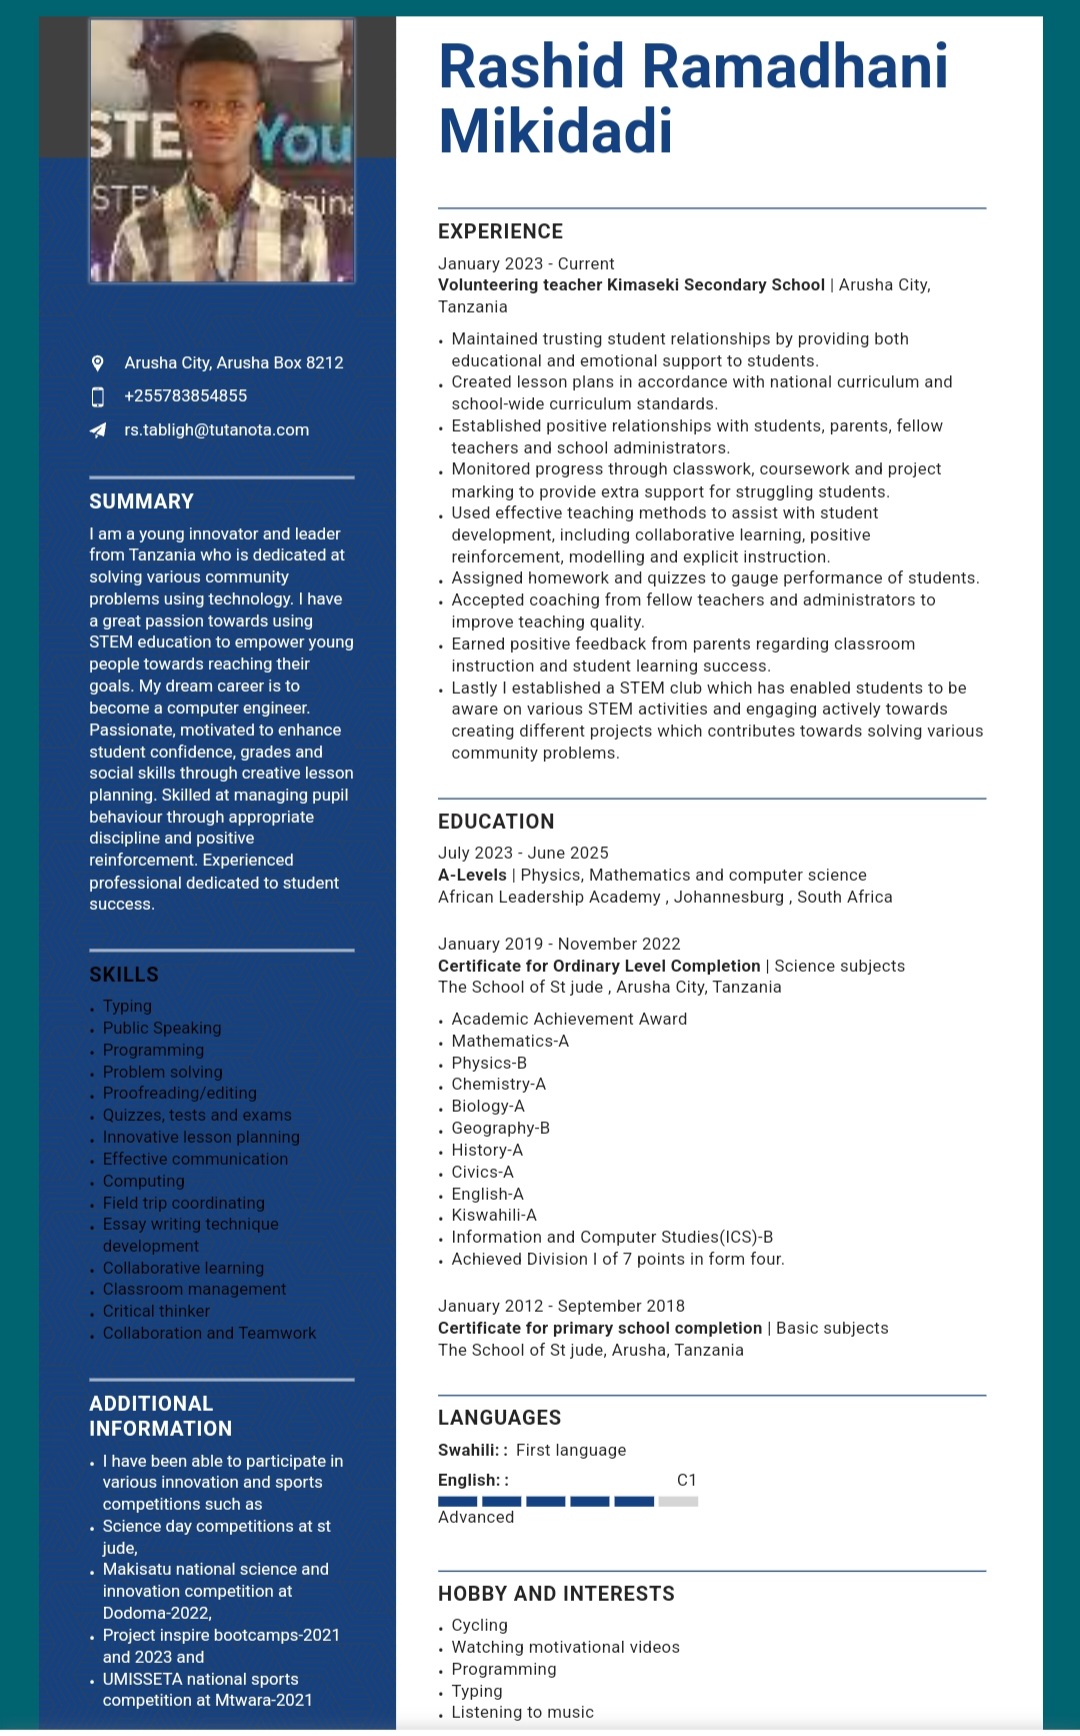 STE
You
STEM
taina
Arusha City, Arusha Box 8212
+255783854855
rs.tabligh@tutanota.com
SUMMARY
I am a young innovator and leader
from Tanzania who is dedicated at
solving various community
problems using technology. I have
a great passion towards using
STEM education to empower young
people towards reaching their
goals. My dream career is to
become a computer engineer.
Passionate, motivated to enhance
student confidence, grades and
social skills through creative lesson
planning. Skilled at managing pupil
behaviour through appropriate
discipline and positive
reinforcement. Experienced
professional dedicated to student
success.
SKILLS
• Typing
• Public Speaking
• Programming
• Problem solving
• Proofreading/editing
• Quizzes, tests and exams
• Innovative lesson planning
• Effective communication
• Computing
• Field trip coordinating
• Essay writing technique
development
• Collaborative learning
• Classroom management
• Critical thinker
• Collaboration and Teamwork
ADDITIONAL
INFORMATION
• I have been able to participate in
various innovation and sports
competitions such as
• Science day competitions at st
jude,
• Makisatu national science and
innovation competition at
Dodoma-2022,
• Project inspire bootcamps-2021
and 2023 and
• UMISSETA national sports
competition at Mtwara-2021
Rashid Ramadhani
Mikidadi
EXPERIENCE
January 2023 - Current
Volunteering teacher Kimaseki Secondary School | Arusha City,
Tanzania
• Maintained trusting student relationships by providing both
educational and emotional support to students.
• Created lesson plans in accordance with national curriculum and
school-wide curriculum standards.
• Established positive relationships with students, parents, fellow
teachers and school administrators.
• Monitored progress through classwork, coursework and project
marking to provide extra support for struggling students.
• Used effective teaching methods to assist with student
development, including collaborative learning, positive
reinforcement, modelling and explicit instruction.
• Assigned homework and quizzes to gauge performance of students.
• Accepted coaching from fellow teachers and administrators to
improve teaching quality.
• Earned positive feedback from parents regarding classroom
instruction and student learning success.
• Lastly I established a STEM club which has enabled students to be
aware on various STEM activities and engaging actively towards
creating different projects which contributes towards solving various
community problems.
EDUCATION
July 2023 - June 2025
A-Levels | Physics, Mathematics and computer science
African Leadership Academy , Johannesburg , South Africa
January 2019 - November 2022
Certificate for Ordinary Level Completion | Science subjects
The School of St jude , Arusha City, Tanzania
• Academic Achievement Award
• Mathematics-A
• Physics-B
• Chemistry-A
• Biology-A
• Geography-B
• History-A
• Civics-A
• English-A
• Kiswahili-A
• Information and Computer Studies(ICS)-B
• Achieved Division I of 7 points in form four.
January 2012 - September 2018
Certificate for primary school completion | Basic subjects
The School of St jude, Arusha, Tanzania
LANGUAGES
Swahili: : First language
English: : C1
Advanced
HOBBY AND INTERESTS
• Cycling
• Watching motivational videos
• Programming
• Typing
• Listening to music